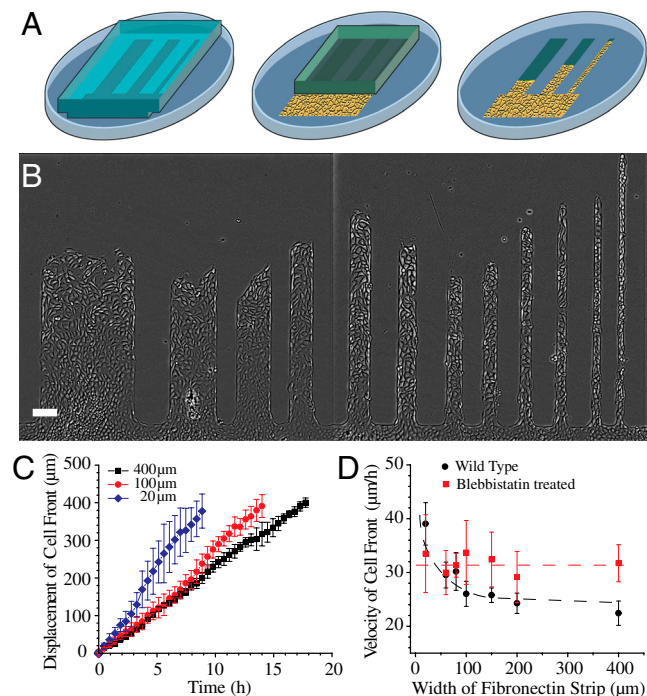 A
B
C
400μm
100μm
20μm
Displacement of Cell Front (μm)
500
400
300
200
100
0
0 5 10 15 20
Time (h)
D
Wild Type
Blebbistatin treated
Velocity of Cell Front (μm/h)
50
40
30
20
0 100 200 300 400
Width of Fibronectin Strip (μm)